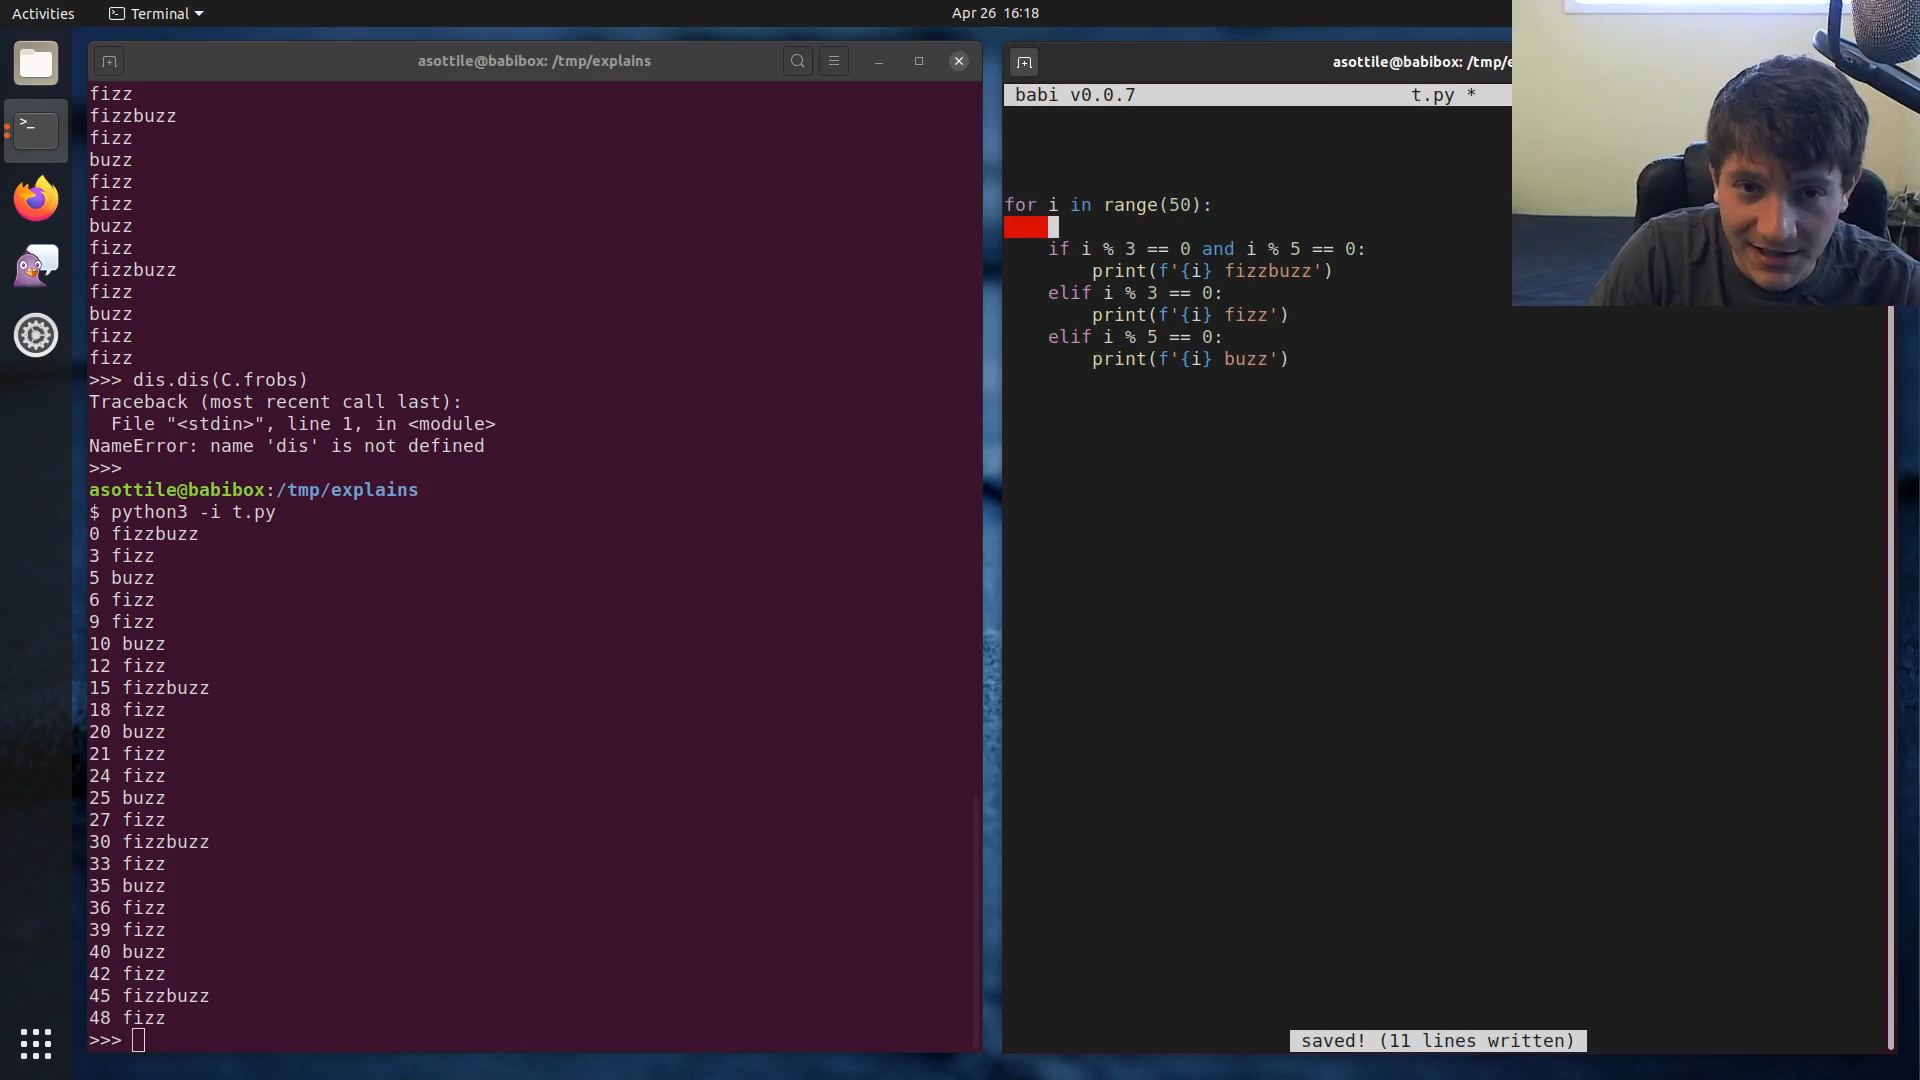 Activities
Terminal
Apr 26 16:18
asottile@babibox: /tmp/explains
fizz
fizzbuzz
fizz
buzz
fizz
fizz
buzz
fizz
fizzbuzz
fizz
buzz
fizz
fizz
>>> dis.dis(C.frobs)
Traceback (most recent call last):
  File "<stdin>", line 1, in <module>
NameError: name 'dis' is not defined
>>>
asottile@babibox:/tmp/explains
$ python3 -i t.py
0 fizzbuzz
3 fizz
5 buzz
6 fizz
9 fizz
10 buzz
12 fizz
15 fizzbuzz
18 fizz
20 buzz
21 fizz
24 fizz
25 buzz
27 fizz
30 fizzbuzz
33 fizz
35 buzz
36 fizz
39 fizz
40 buzz
42 fizz
45 fizzbuzz
48 fizz
>>>
asottile@babibox: /tmp/e
babi v0.0.7 t.py *
for i in range(50):
    if i % 3 == 0 and i % 5 == 0:
        print(f'{i} fizzbuzz')
    elif i % 3 == 0:
        print(f'{i} fizz')
    elif i % 5 == 0:
        print(f'{i} buzz')
saved! (11 lines written)